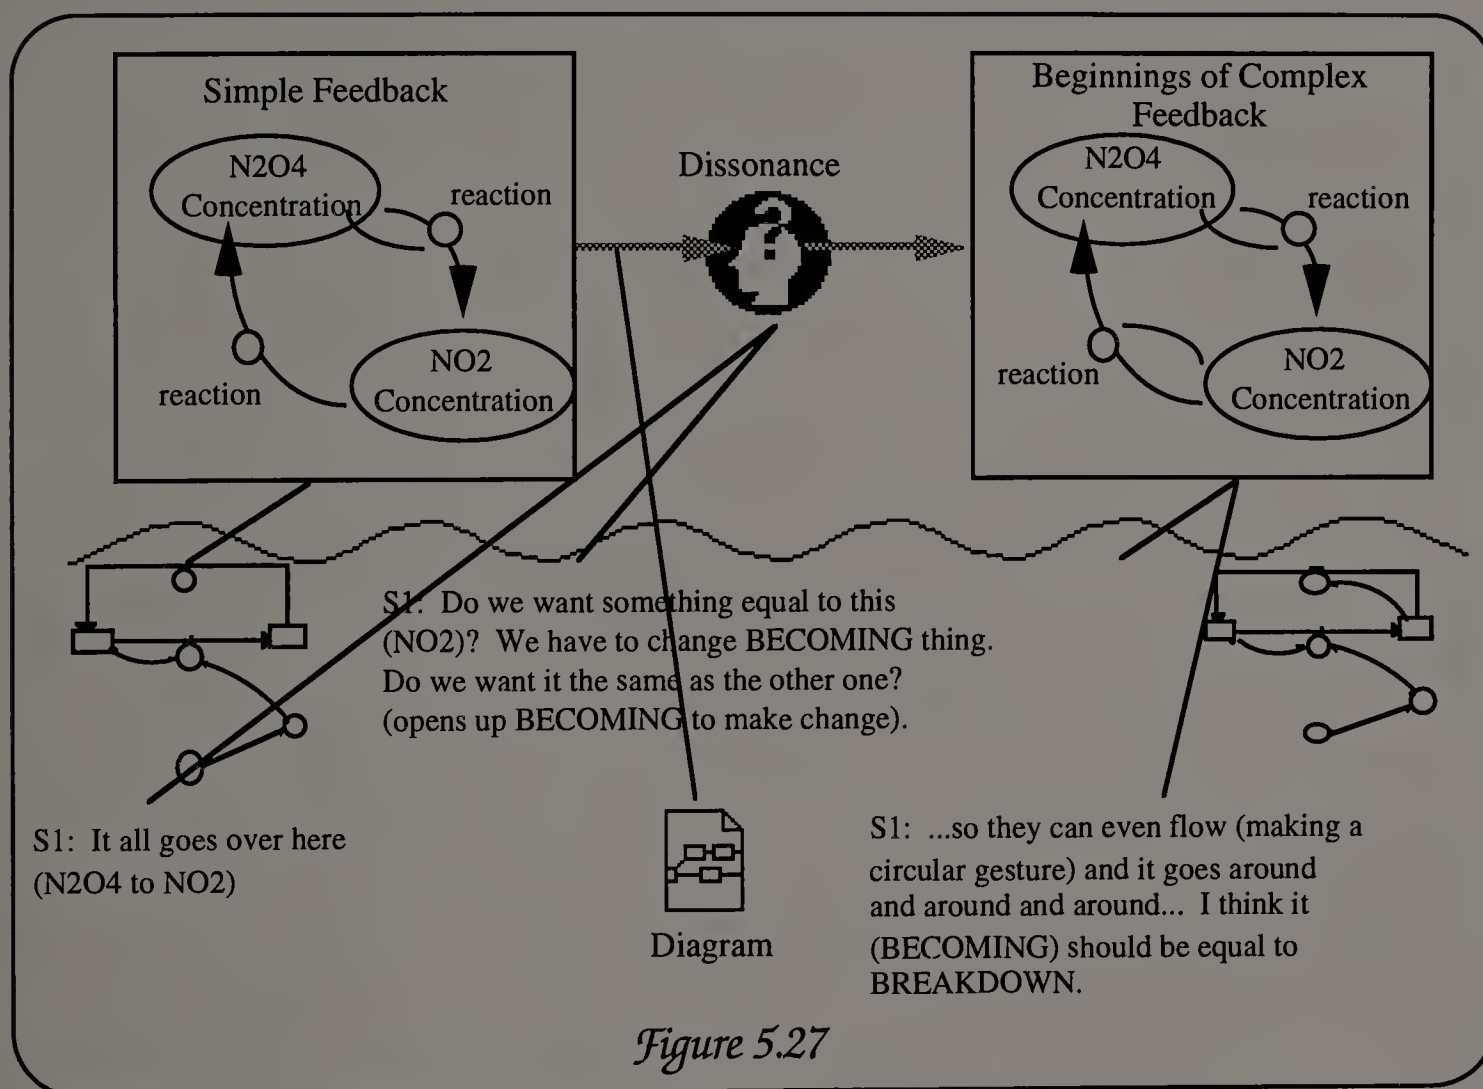 Simple Feedback
N2O4
Concentration
reaction
reaction
NO2
Concentration
Dissonance
?
Beginnings of Complex
Feedback
N2O4
Concentration
reaction
reaction
NO2
Concentration
S1: Do we want something equal to this
(NO2)? We have to change BECOMING thing.
Do we want it the same as the other one?
(opens up BECOMING to make change).
S1: It all goes over here
(N2O4 to NO2)
Diagram
S1: ...so they can even flow (making a
circular gesture) and it goes around
and around and around... I think it
(BECOMING) should be equal to
BREAKDOWN.
Figure 5.27